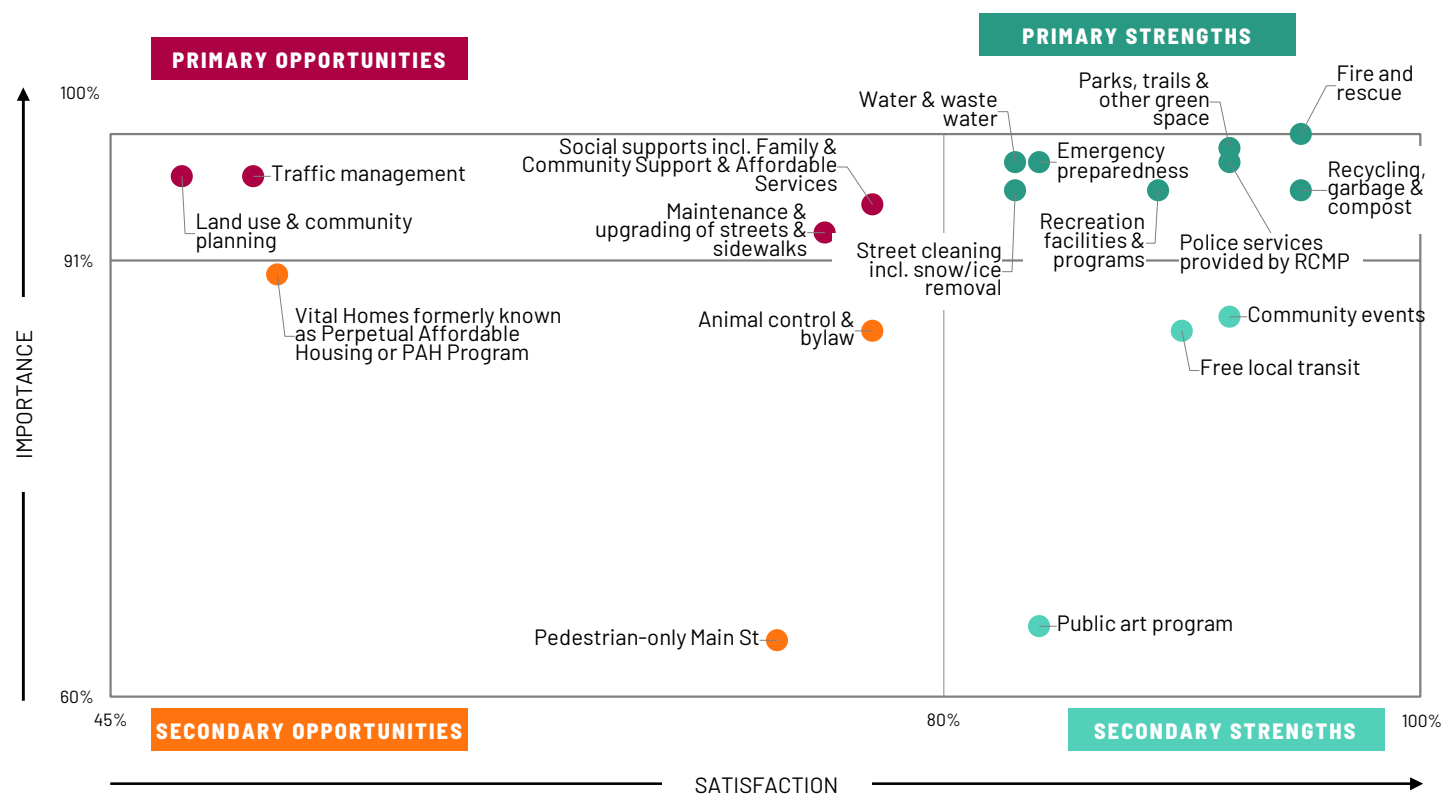 PRIMARY STRENGTHS
PRIMARY OPPORTUNITIES
100%
Fire and
rescue
Parks, trails &
other green
space
Water & waste
water
Social supports incl. Family &
Community Support & Affordable
Services
Emergency
preparedness
Traffic management
Recycling,
garbage &
compost
Land use & community
planning
Maintenance &
upgrading of streets &
sidewalks
Recreation
facilities &
programs
Street cleaning
incl. snow/ice
removal
Police services
provided by RCMP
91%
Vital Homes formerly known
as Perpetual Affordable
Housing or PAH Program
Animal control &
bylaw
Community events
Free local transit
IMPORTANCE
Pedestrian-only Main St
Public art program
60%
45%
80%
100%
SECONDARY OPPORTUNITIES
SECONDARY STRENGTHS
SATISFACTION